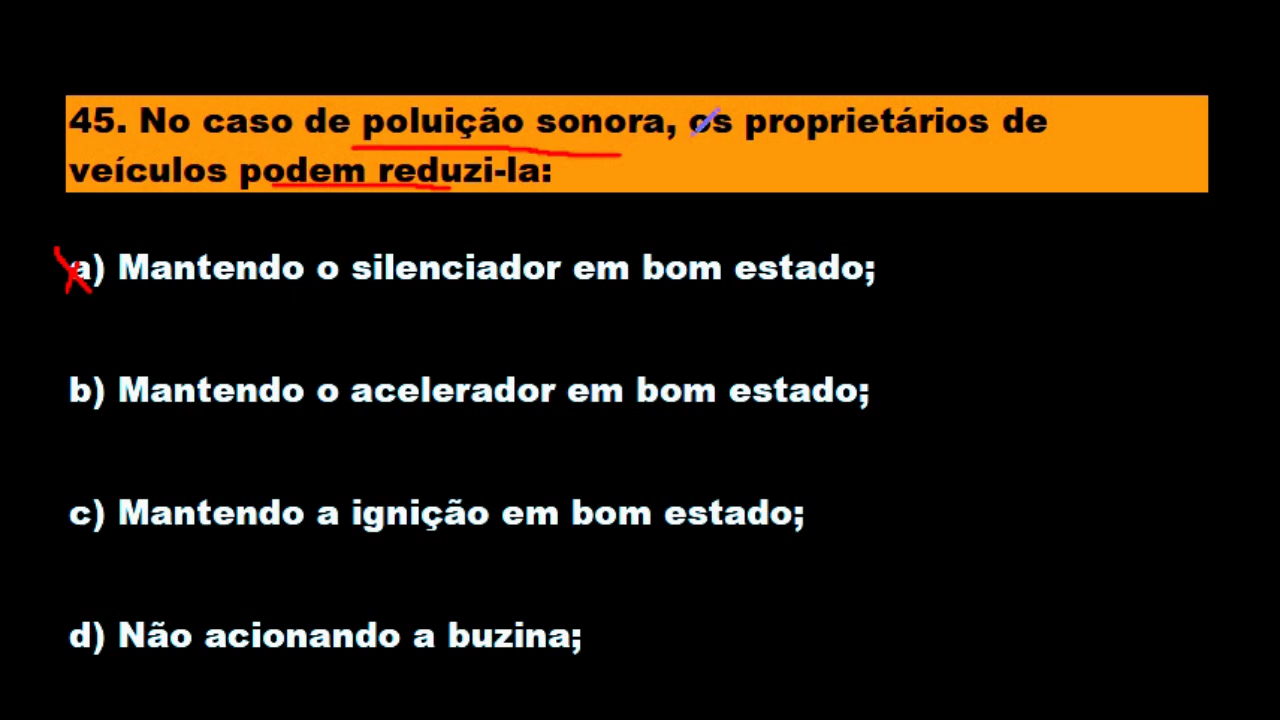 45. No caso de poluição sonora, os proprietários de
veículos podem reduzi-la:
a) Mantendo o silenciador em bom estado;
b) Mantendo o acelerador em bom estado;
c) Mantendo a ignição em bom estado;
d) Não acionando a buzina;